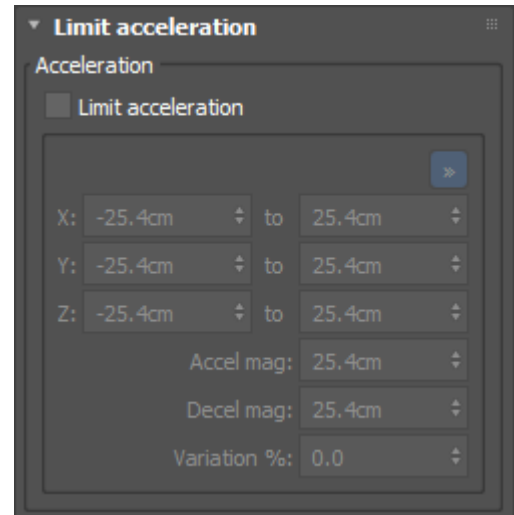 Limit acceleration
Acceleration
Limit acceleration
»
X: -25.4cm to 25.4cm
Y: -25.4cm to 25.4cm
Z: -25.4cm to 25.4cm
Accel mag: 25.4cm
Decel mag: 25.4cm
Variation %: 0.0